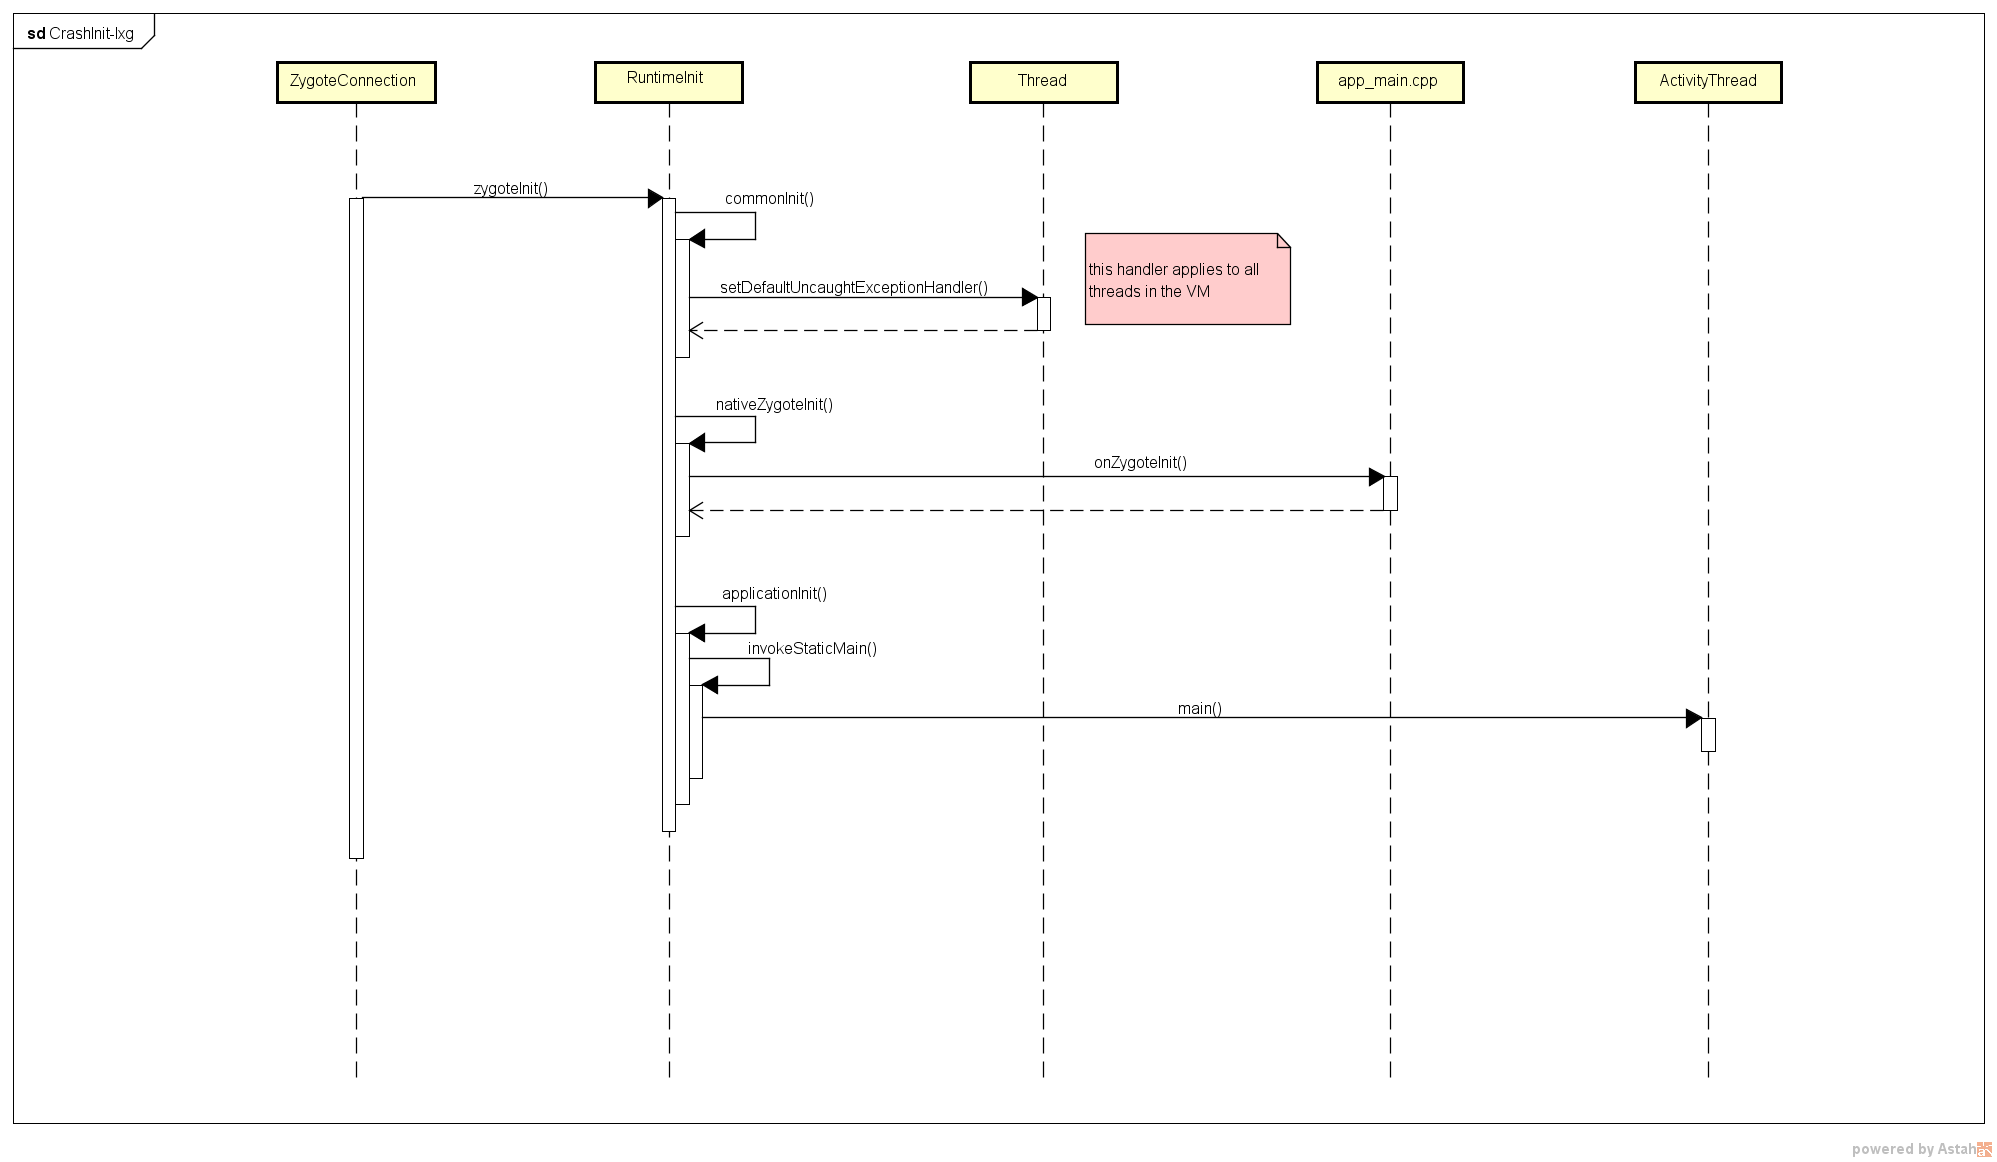 sd CrashInit-lxg
ZygoteConnection
RuntimeInit
Thread
app_main.cpp
ActivityThread
zygoteInit()
commonInit()
this handler applies to all
threads in the VM
setDefaultUncaughtExceptionHandler()
nativeZygoteInit()
onZygoteInit()
applicationInit()
invokeStaticMain()
main()
powered by Astah